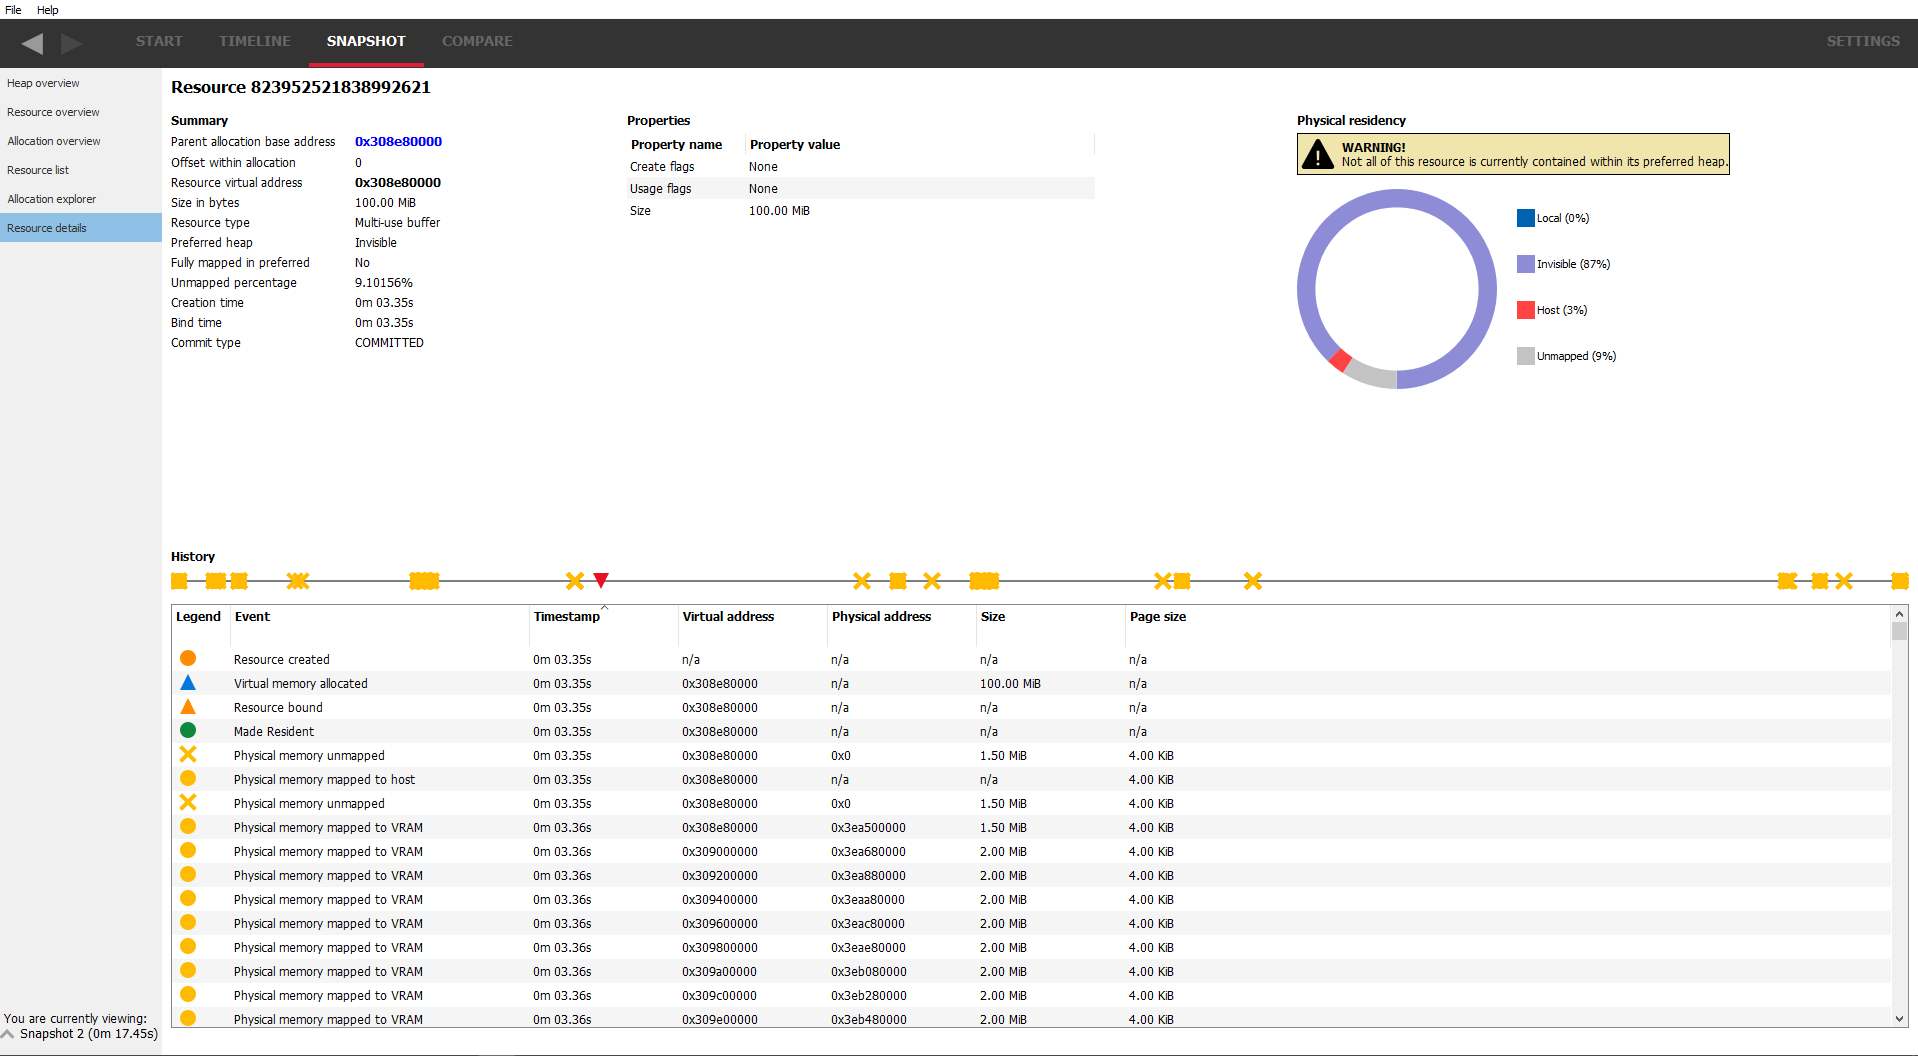 File Help
START TIMELINE SNAPSHOT COMPARE SETTINGS
Heap overview
Resource overview
Allocation overview
Resource list
Allocation explorer
Resource details
Resource 823952521838992621
Summary
Parent allocation base address 0x308e80000
Offset within allocation 0
Resource virtual address 0x308e80000
Size in bytes 100.00 MiB
Resource type Multi-use buffer
Preferred heap Invisible
Fully mapped in preferred No
Unmapped percentage 9.10156%
Creation time 0m 03.35s
Bind time 0m 03.35s
Commit type COMMITTED
Properties
Property name Property value
Create flags None
Usage flags None
Size 100.00 MiB
Physical residency
WARNING!
Not all of this resource is currently contained within its preferred heap.
Local (0%)
Invisible (87%)
Host (3%)
Unmapped (9%)
History
Legend Event Timestamp Virtual address Physical address Size Page size
Resource created 0m 03.35s n/a n/a n/a n/a
Virtual memory allocated 0m 03.35s 0x308e80000 n/a 100.00 MiB n/a
Resource bound 0m 03.35s 0x308e80000 n/a n/a n/a
Made Resident 0m 03.35s 0x308e80000 n/a n/a n/a
Physical memory unmapped 0m 03.35s 0x308e80000 0x0 1.50 MiB 4.00 KiB
Physical memory mapped to host 0m 03.35s 0x308e80000 n/a n/a 4.00 KiB
Physical memory unmapped 0m 03.35s 0x308e80000 0x0 1.50 MiB 4.00 KiB
Physical memory mapped to VRAM 0m 03.36s 0x308e80000 0x3ea500000 1.50 MiB 4.00 KiB
Physical memory mapped to VRAM 0m 03.36s 0x309000000 0x3ea680000 2.00 MiB 4.00 KiB
Physical memory mapped to VRAM 0m 03.36s 0x309200000 0x3ea880000 2.00 MiB 4.00 KiB
Physical memory mapped to VRAM 0m 03.36s 0x309400000 0x3eaa80000 2.00 MiB 4.00 KiB
Physical memory mapped to VRAM 0m 03.36s 0x309600000 0x3eac80000 2.00 MiB 4.00 KiB
Physical memory mapped to VRAM 0m 03.36s 0x309800000 0x3eae80000 2.00 MiB 4.00 KiB
Physical memory mapped to VRAM 0m 03.36s 0x309a00000 0x3eb080000 2.00 MiB 4.00 KiB
Physical memory mapped to VRAM 0m 03.36s 0x309c00000 0x3eb280000 2.00 MiB 4.00 KiB
Physical memory mapped to VRAM 0m 03.36s 0x309e00000 0x3eb480000 2.00 MiB 4.00 KiB
You are currently viewing:
Snapshot 2 (0m 17.45s)